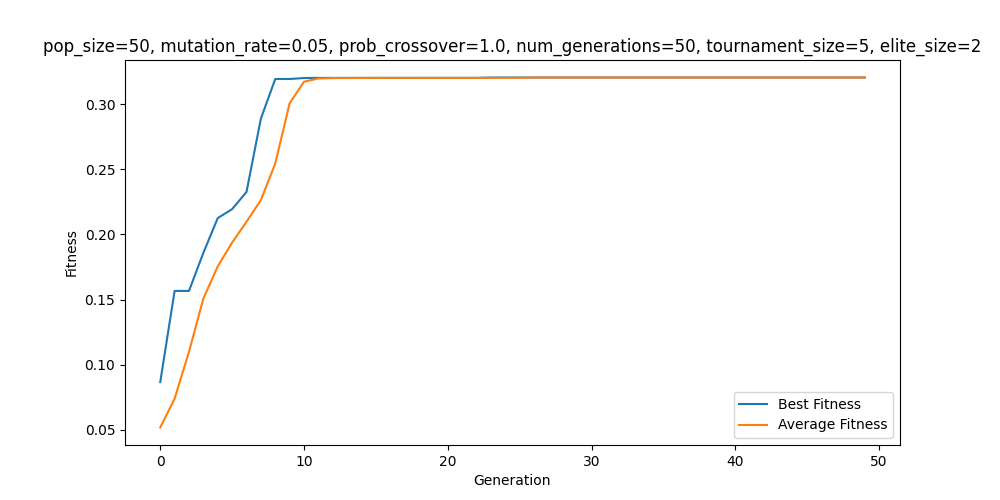 pop_size=50, mutation_rate=0.05, prob_crossover=1.0, num_generations=50, tournament_size=5, elite_size=2
Fitness
0.30
0.25
0.20
0.15
0.10
0.05
Best Fitness
Average Fitness
0 10 20 30 40 50
Generation